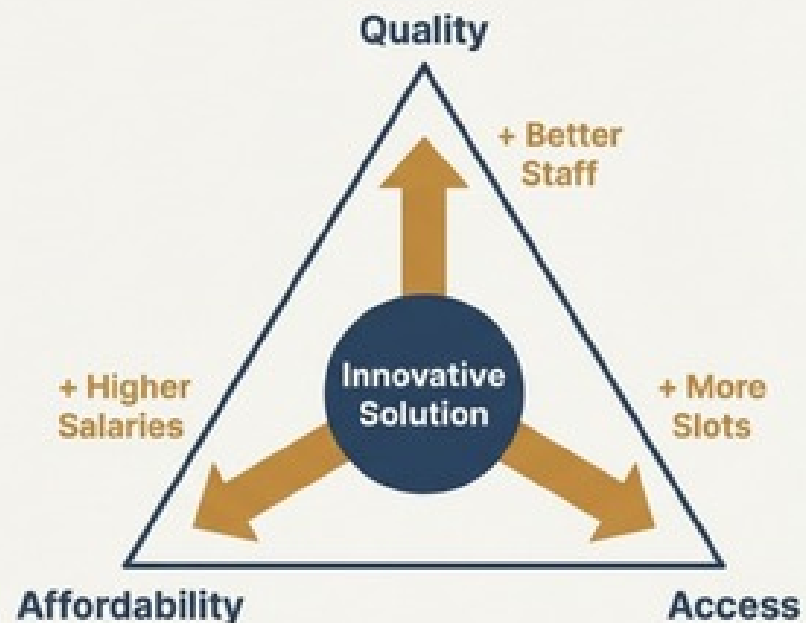 Quality
+ Better
Staff
Innovative
Solution
+ Higher
Salaries
+ More
Slots
Affordability
Access